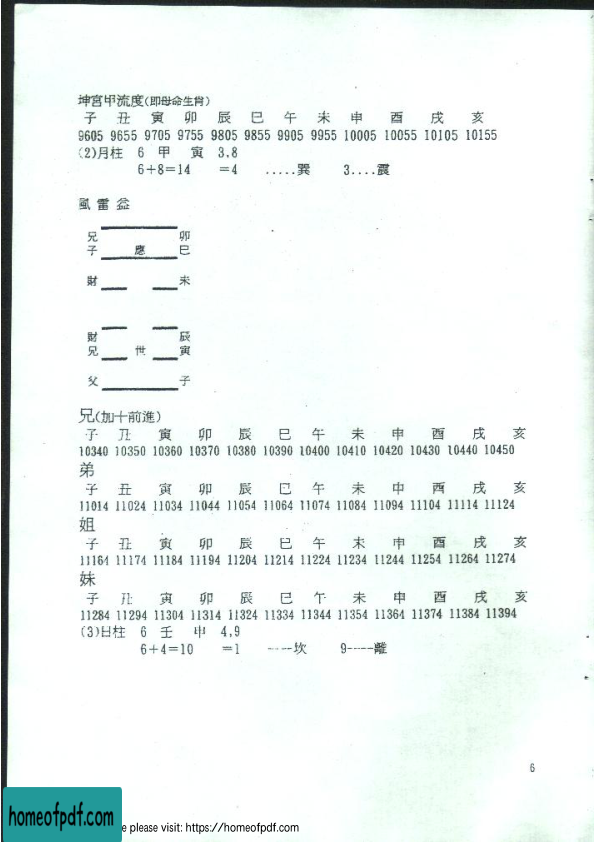 坤宮甲流度(即母命生肖)
子 丑 寅 卯 辰 巳 午 未 申 酉 戌 亥
9605 9655 9705 9755 9805 9855 9905 9955 10005 10055 10105 10155
(2)月柱 6 甲 寅 3.8
6+8=14 =4 .....巽 3....震
風雷益
兄 卯
子 應 巳
財 未
財 辰
兄 世 寅
父 子
兄(加十前進)
子 丑 寅 卯 辰 巳 午 未 申 酉 戌 亥
10340 10350 10360 10370 10380 10390 10400 10410 10420 10430 10440 10450
弟
子 丑 寅 卯 辰 巳 午 未 申 酉 戌 亥
11014 11024 11034 11044 11054 11064 11074 11084 11094 11104 11114 11124
姐
子 丑 寅 卯 辰 巳 午 未 申 酉 戌 亥
11164 11174 11184 11194 11204 11214 11224 11234 11244 11254 11264 11274
妹
子 丑 寅 卯 辰 巳 午 未 申 酉 戌 亥
11284 11294 11304 11314 11324 11334 11344 11354 11364 11374 11384 11394
(3)日柱 6 壬 申 4.9
6+4=10 =1 ----坎 9----離
6
homeofpdf.com
e please visit: https://homeofpdf.com